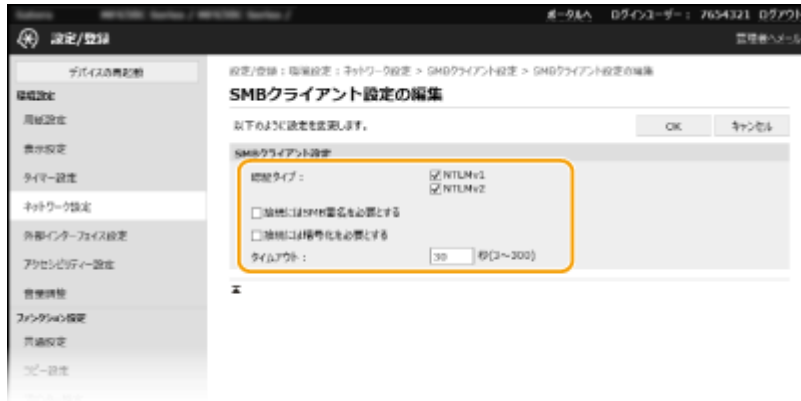 ポータルへ ログインユーザー： 7654321 ログアウト
設定/登録
管理者へメール
デバイスの再起動
設定/登録：環境設定：ネットワーク設定 > SMBクライアント設定 > SMBクライアント設定の編集
環境設定
SMBクライアント設定の編集
用紙設定
以下のように設定を変更します。
OK
キャンセル
表示設定
SMBクライアント設定
タイマー設定
認証タイプ：
NTLMv1
NTLMv2
ネットワーク設定
接続にはSMB署名を必要とする
外部インターフェイス設定
接続には暗号化を必要とする
アクセシビリティー設定
タイムアウト：
30
秒(3～300)
音量調整
ファンクション設定
共通設定
コピー設定